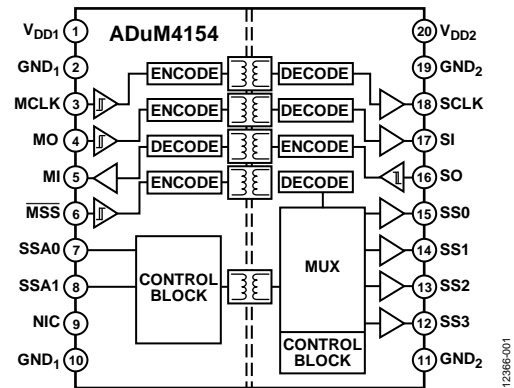 ADuM4154
VDD1 1
GND1 2
MCLK 3
MO 4
MI 5
MSS 6
SSA0 7
SSA1 8
NIC 9
GND1 10
ENCODE DECODE
ENCODE DECODE
DECODE ENCODE
ENCODE DECODE
CONTROL
BLOCK
MUX
CONTROL
BLOCK
20 VDD2
19 GND2
18 SCLK
17 SI
16 SO
15 SS0
14 SS1
13 SS2
12 SS3
11 GND2
12366-001